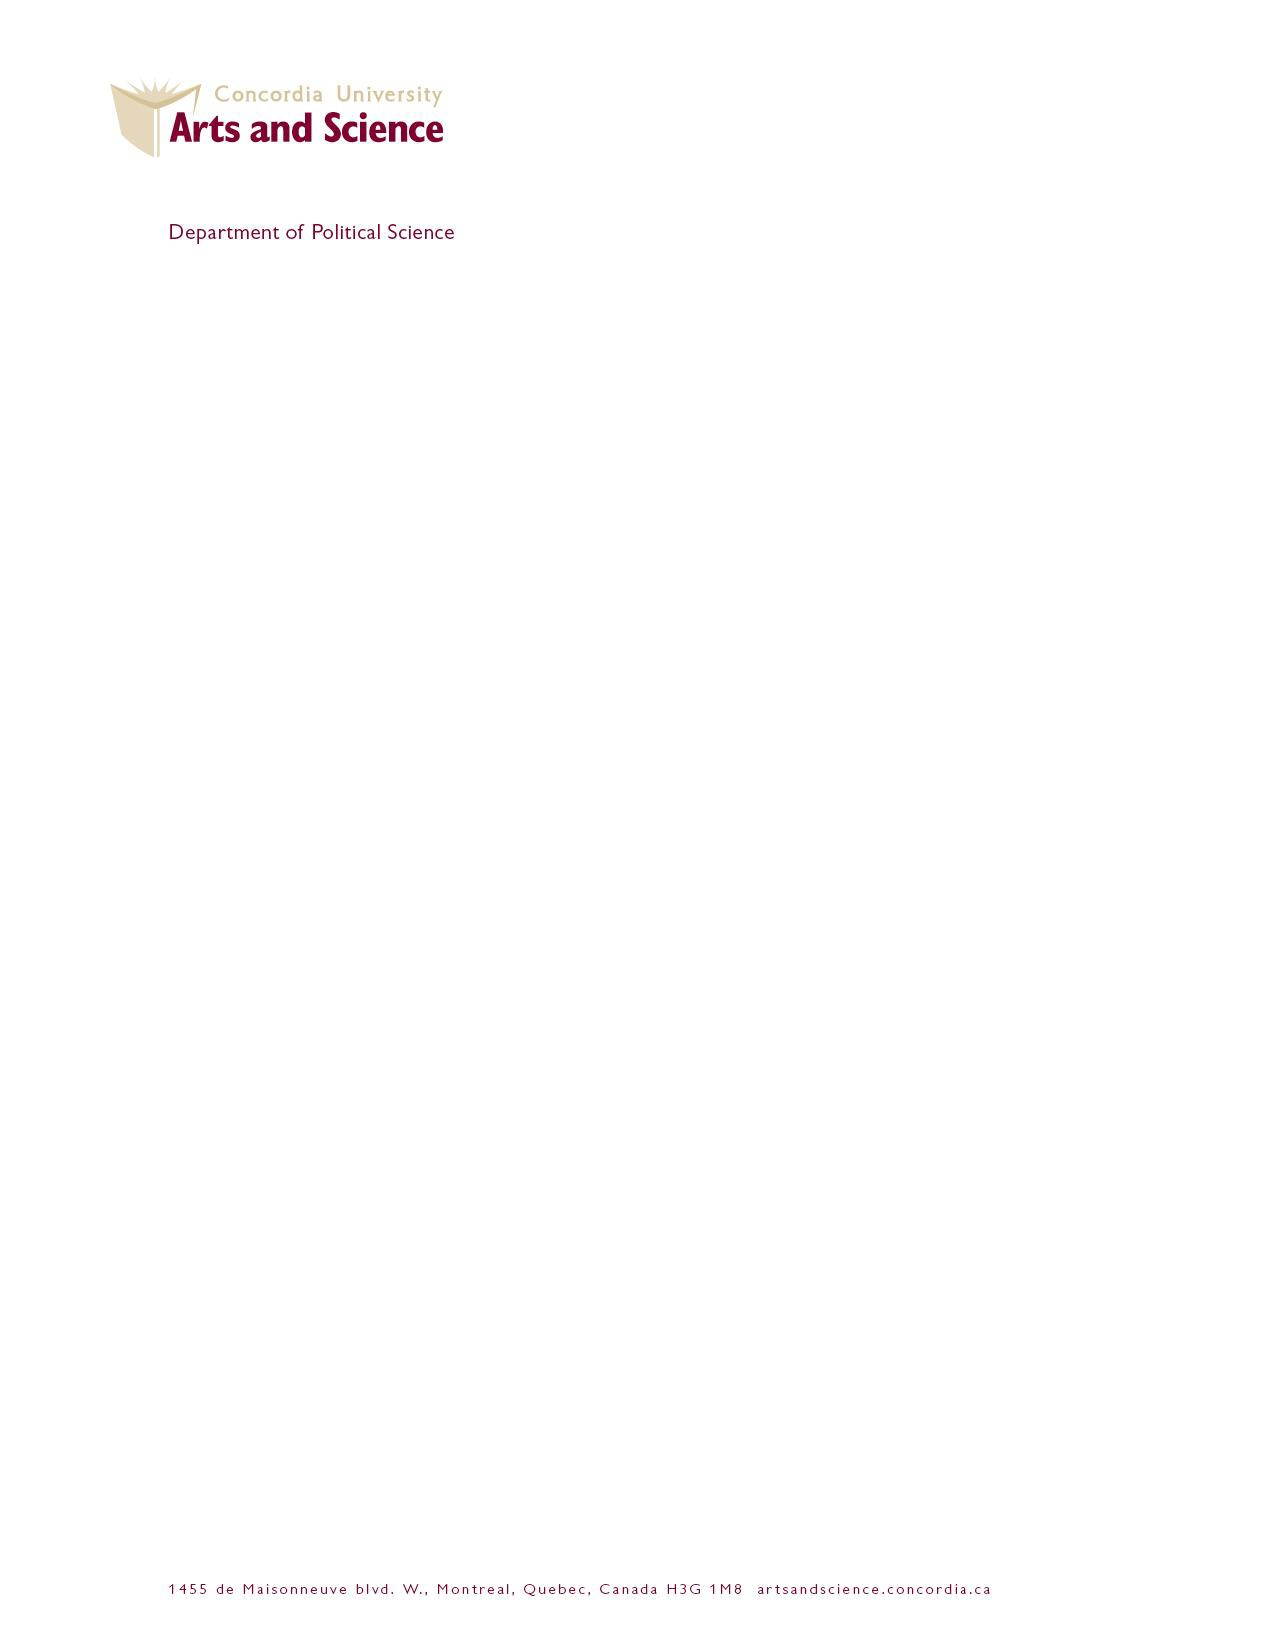 Concordia University
Arts and Science
Department of Political Science
1455 de Maisonneuve blvd. W., Montreal, Quebec, Canada H3G 1M8 artsandscience.concordia.ca